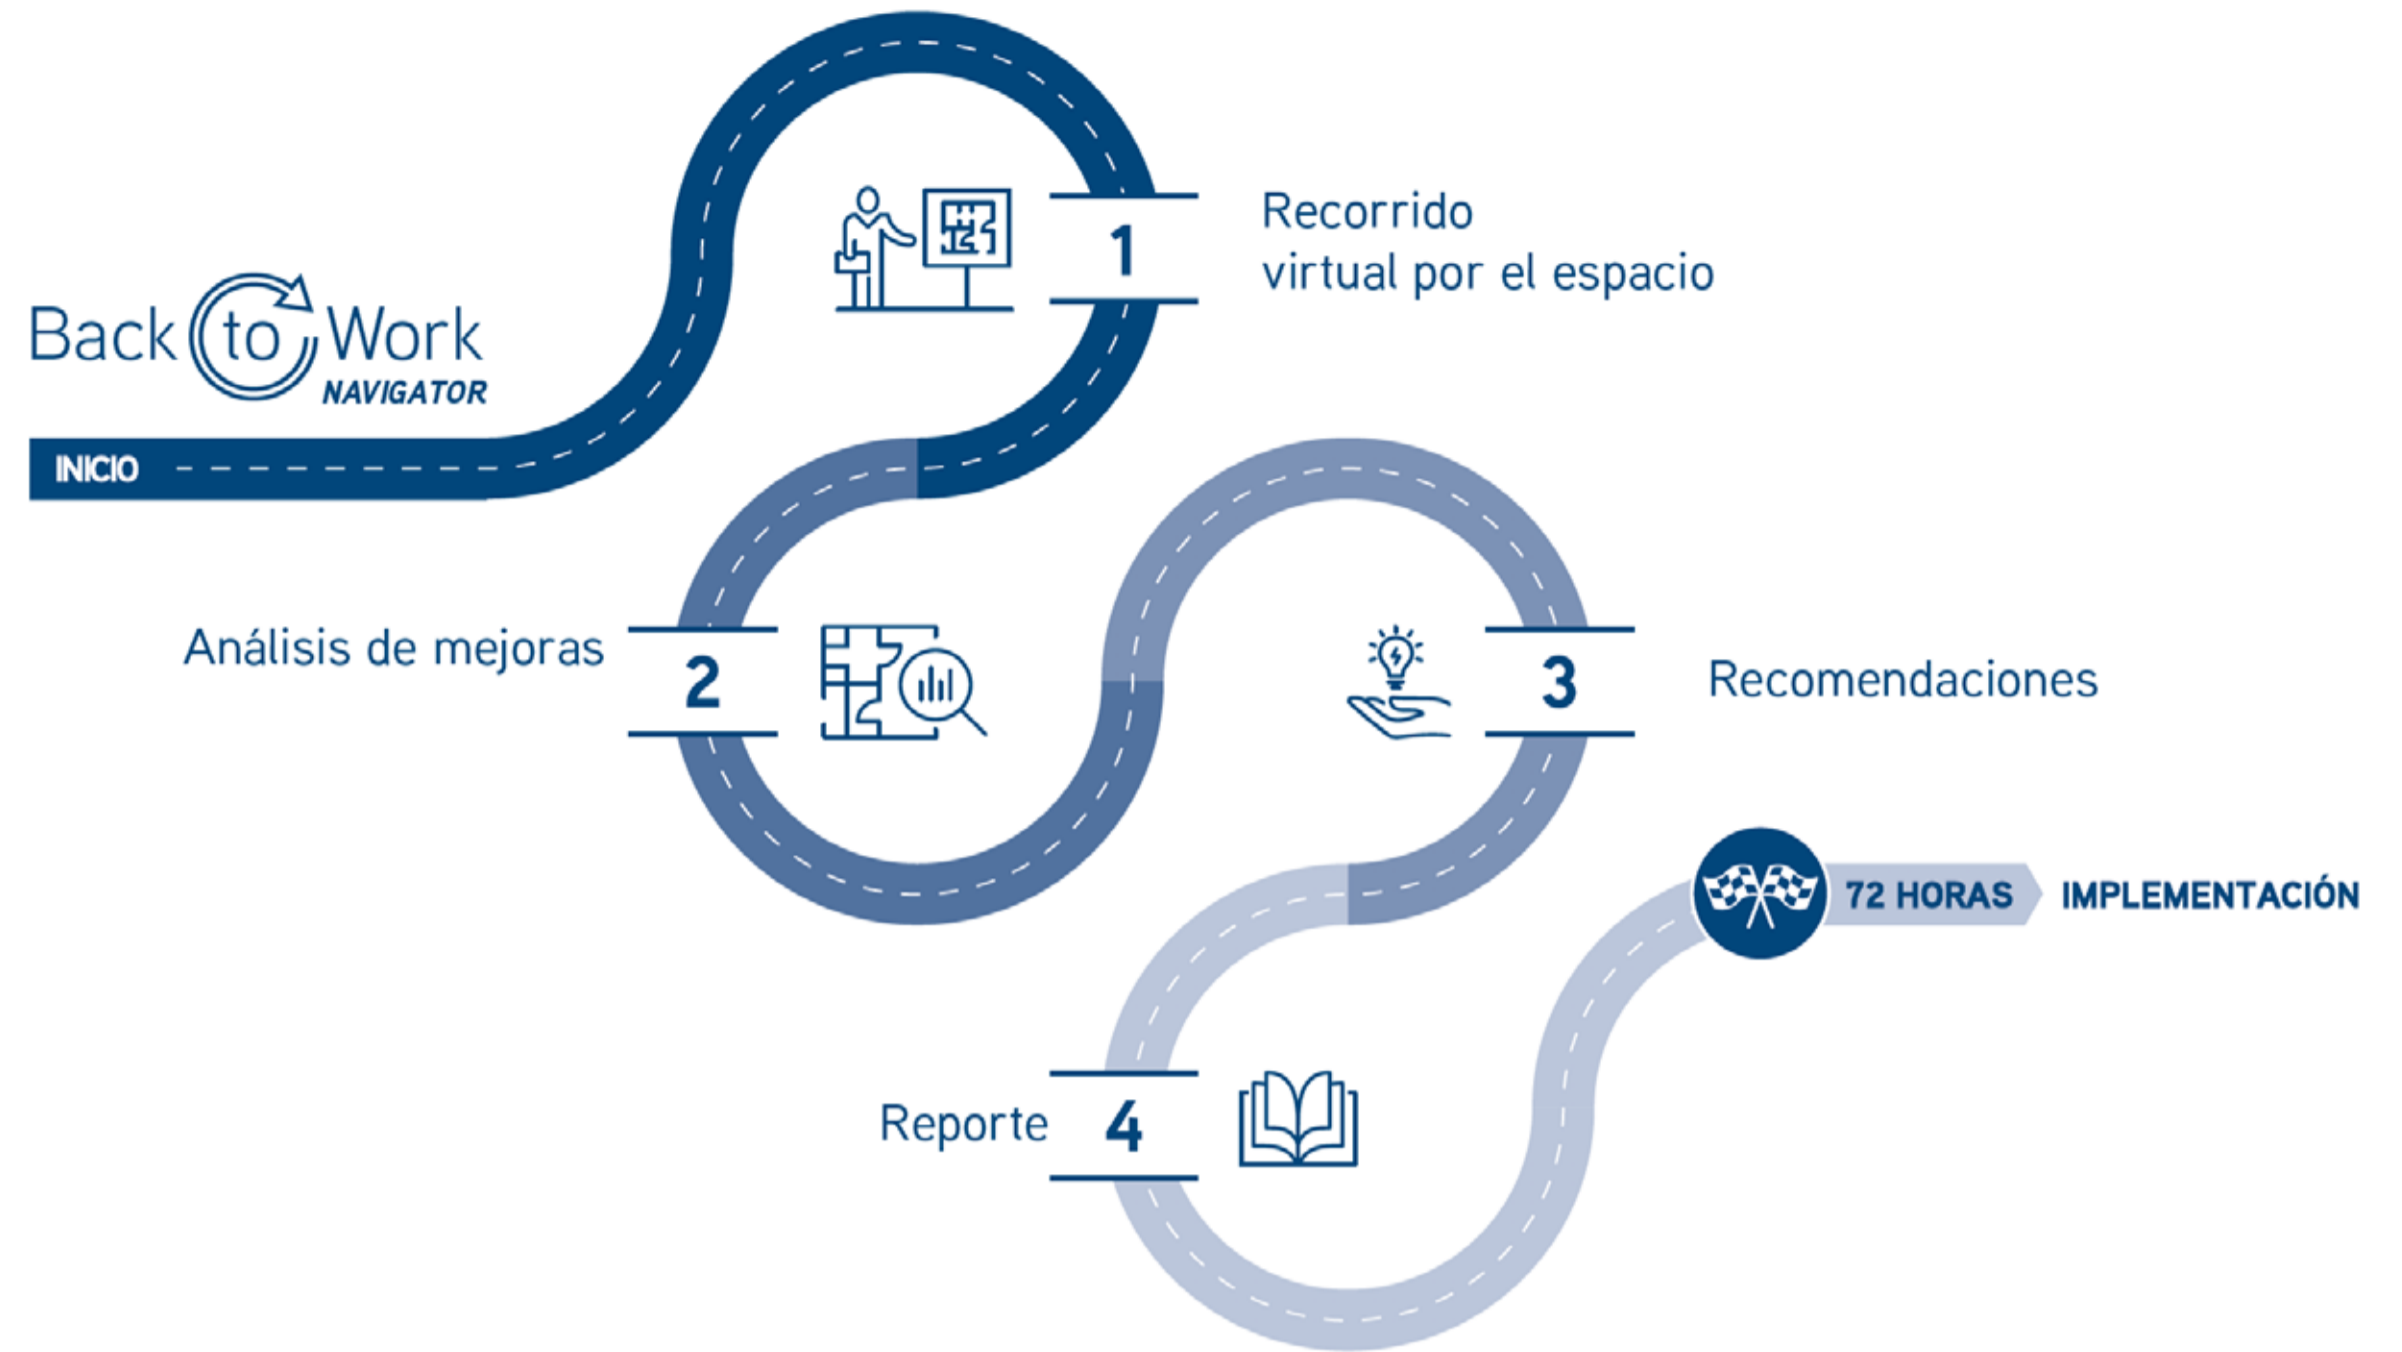 Back to Work
NAVIGATOR
INICIO
1
Recorrido
virtual por el espacio
Análisis de mejoras
2
3
Recomendaciones
72 HORAS
IMPLEMENTACIÓN
Reporte
4